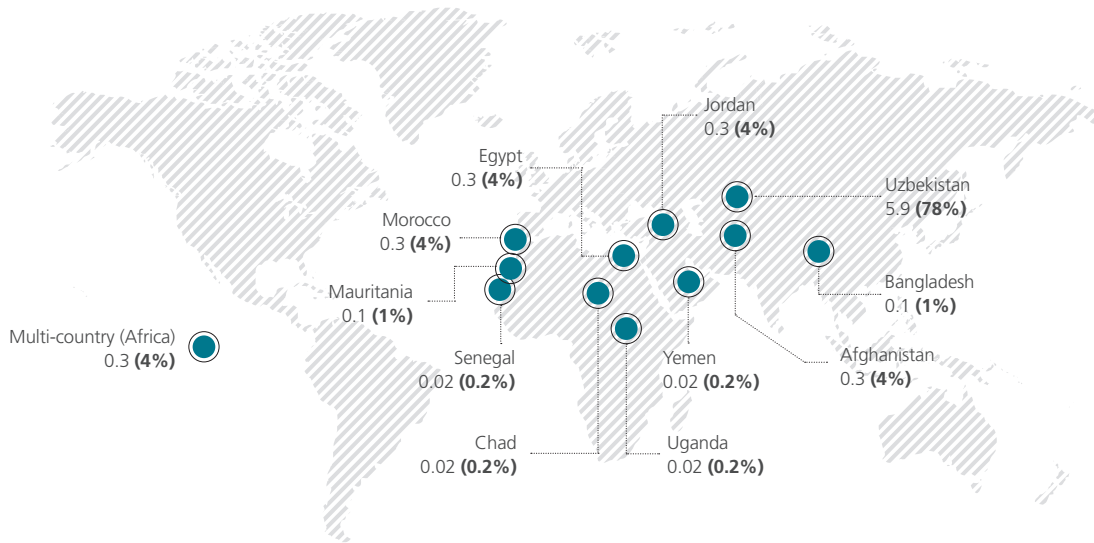 Jordan
0.3 (4%)
Egypt
0.3 (4%)
Uzbekistan
5.9 (78%)
Morocco
0.3 (4%)
Bangladesh
0.1 (1%)
Mauritania
0.1 (1%)
Multi-country (Africa)
0.3 (4%)
Senegal
0.02 (0.2%)
Yemen
0.02 (0.2%)
Afghanistan
0.3 (4%)
Chad
0.02 (0.2%)
Uganda
0.02 (0.2%)